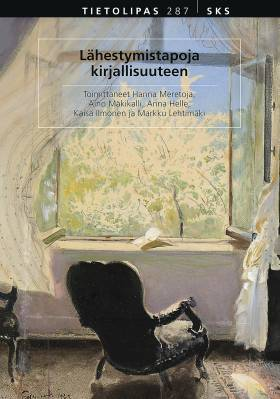 TIETOLIPAS 287 | SKS
Lähestymistapoja
kirjallisuuteen
Toimittaneet Hanna Meretoja,
Aino Mäkikalli, Anna Helle,
Kaisa Ilmonen ja Markku Lehtimäki